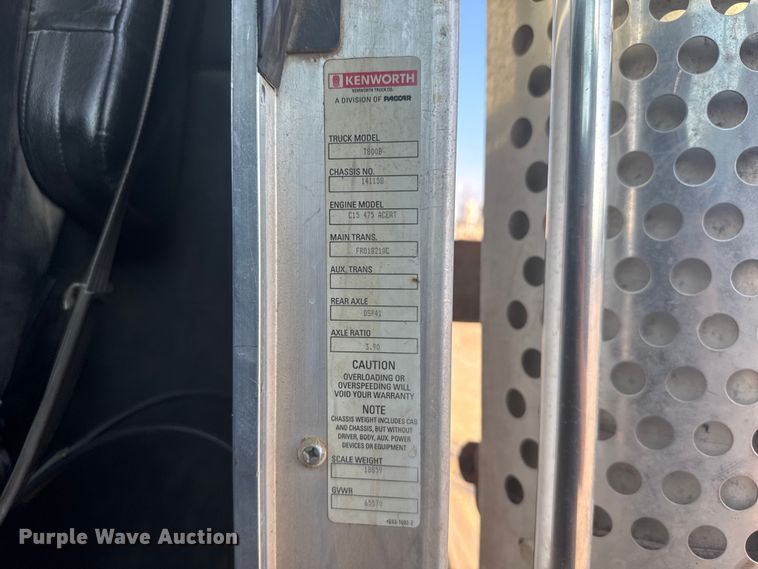 KENWORTH
KENWORTH TRUCK CO.
A DIVISION OF PACCAR
TRUCK MODEL
T800B
CHASSIS NO.
ENGINE MODEL
C15 475 ACERT
MAIN TRANS.
FRO18210C
AUX. TRANS
REAR AXLE
DSP41
AXLE RATIO
3.90
CAUTION
OVERLOADING OR
OVERSPEEDING WILL
VOID YOUR WARRANTY
NOTE
CHASSIS WEIGHT INCLUDES CAB
AND CHASSIS, BUT WITHOUT
DRIVER, BODY, AUX. POWER
DEVICES OR EQUIPMENT
SCALE WEIGHT
18859
GVWR
65570
Purple Wave Auction